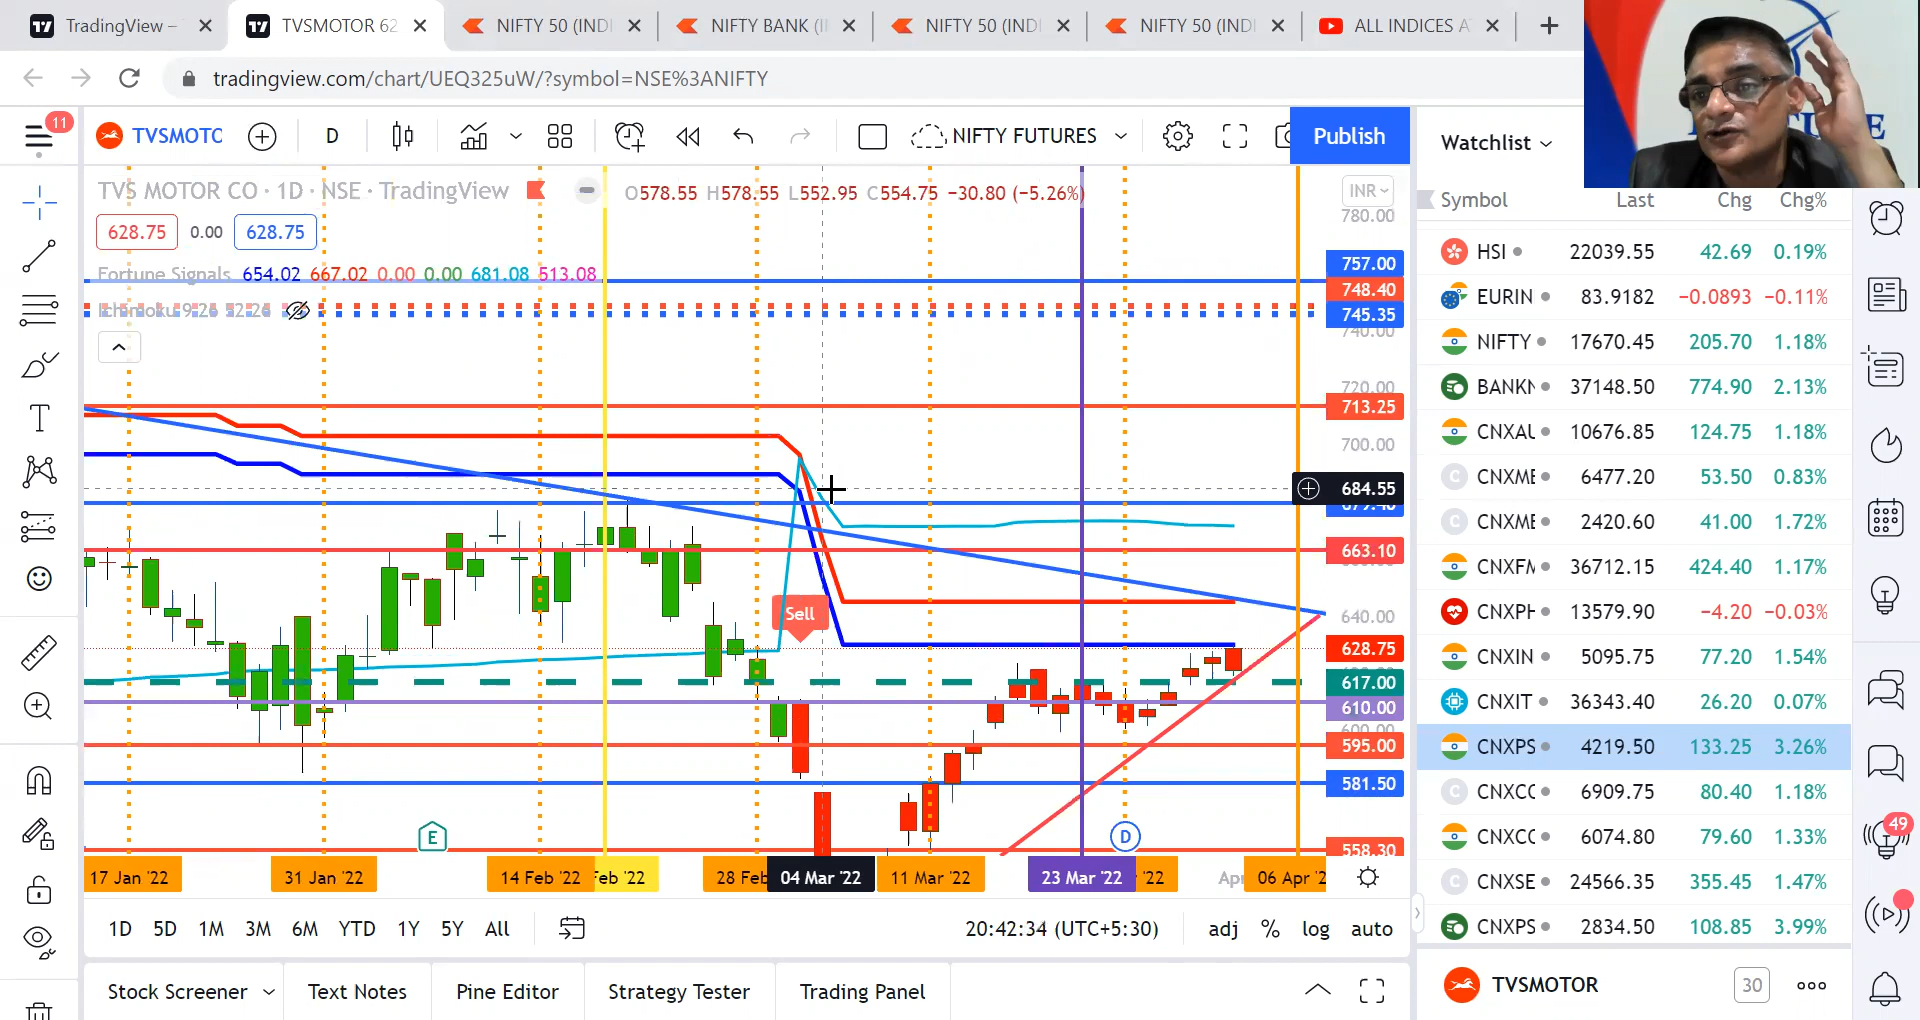 TradingView –
TVSMOTOR 62
NIFTY 50 (INDI
NIFTY BANK (I
NIFTY 50 (INDI
NIFTY 50 (INDI
ALL INDICES A
tradingview.com/chart/UEQ325uW/?symbol=NSE%3ANIFTY
11
TVSMOTC
D
NIFTY FUTURES
Publish
Watchlist
TVS MOTOR CO · 1D · NSE · TradingView
O578.55 H578.55 L552.95 C554.75 −30.80 (−5.26%)
INR
628.75 0.00 628.75
Fortune Signals 654.02 667.02 0.00 0.00 681.08 513.08
Ichimoku 9 26 52 26
780.00
757.00
748.40
745.35
740.00
720.00
713.25
700.00
684.55
679.40
663.10
640.00
628.75
617.00
610.00
600.00
595.00
581.50
558.30
Sell
E
D
17 Jan '22
31 Jan '22
14 Feb '22
Feb '22
28 Feb
04 Mar '22
11 Mar '22
23 Mar '22
'22
Apr
06 Apr '2
1D 5D 1M 3M 6M YTD 1Y 5Y All
20:42:34 (UTC+5:30)
adj % log auto
Stock Screener
Text Notes
Pine Editor
Strategy Tester
Trading Panel
Symbol Last Chg Chg%
HSI 22039.55 42.69 0.19%
EURIN 83.9182 −0.0893 −0.11%
NIFTY 17670.45 205.70 1.18%
BANKN 37148.50 774.90 2.13%
CNXAU 10676.85 124.75 1.18%
CNXME 6477.20 53.50 0.83%
CNXME 2420.60 41.00 1.72%
CNXFM 36712.15 424.40 1.17%
CNXPH 13579.90 −4.20 −0.03%
CNXIN 5095.75 77.20 1.54%
CNXIT 36343.40 26.20 0.07%
CNXPS 4219.50 133.25 3.26%
CNXCC 6909.75 80.40 1.18%
CNXCC 6074.80 79.60 1.33%
CNXSE 24566.35 355.45 1.47%
CNXPS 2834.50 108.85 3.99%
TVSMOTOR
30
49